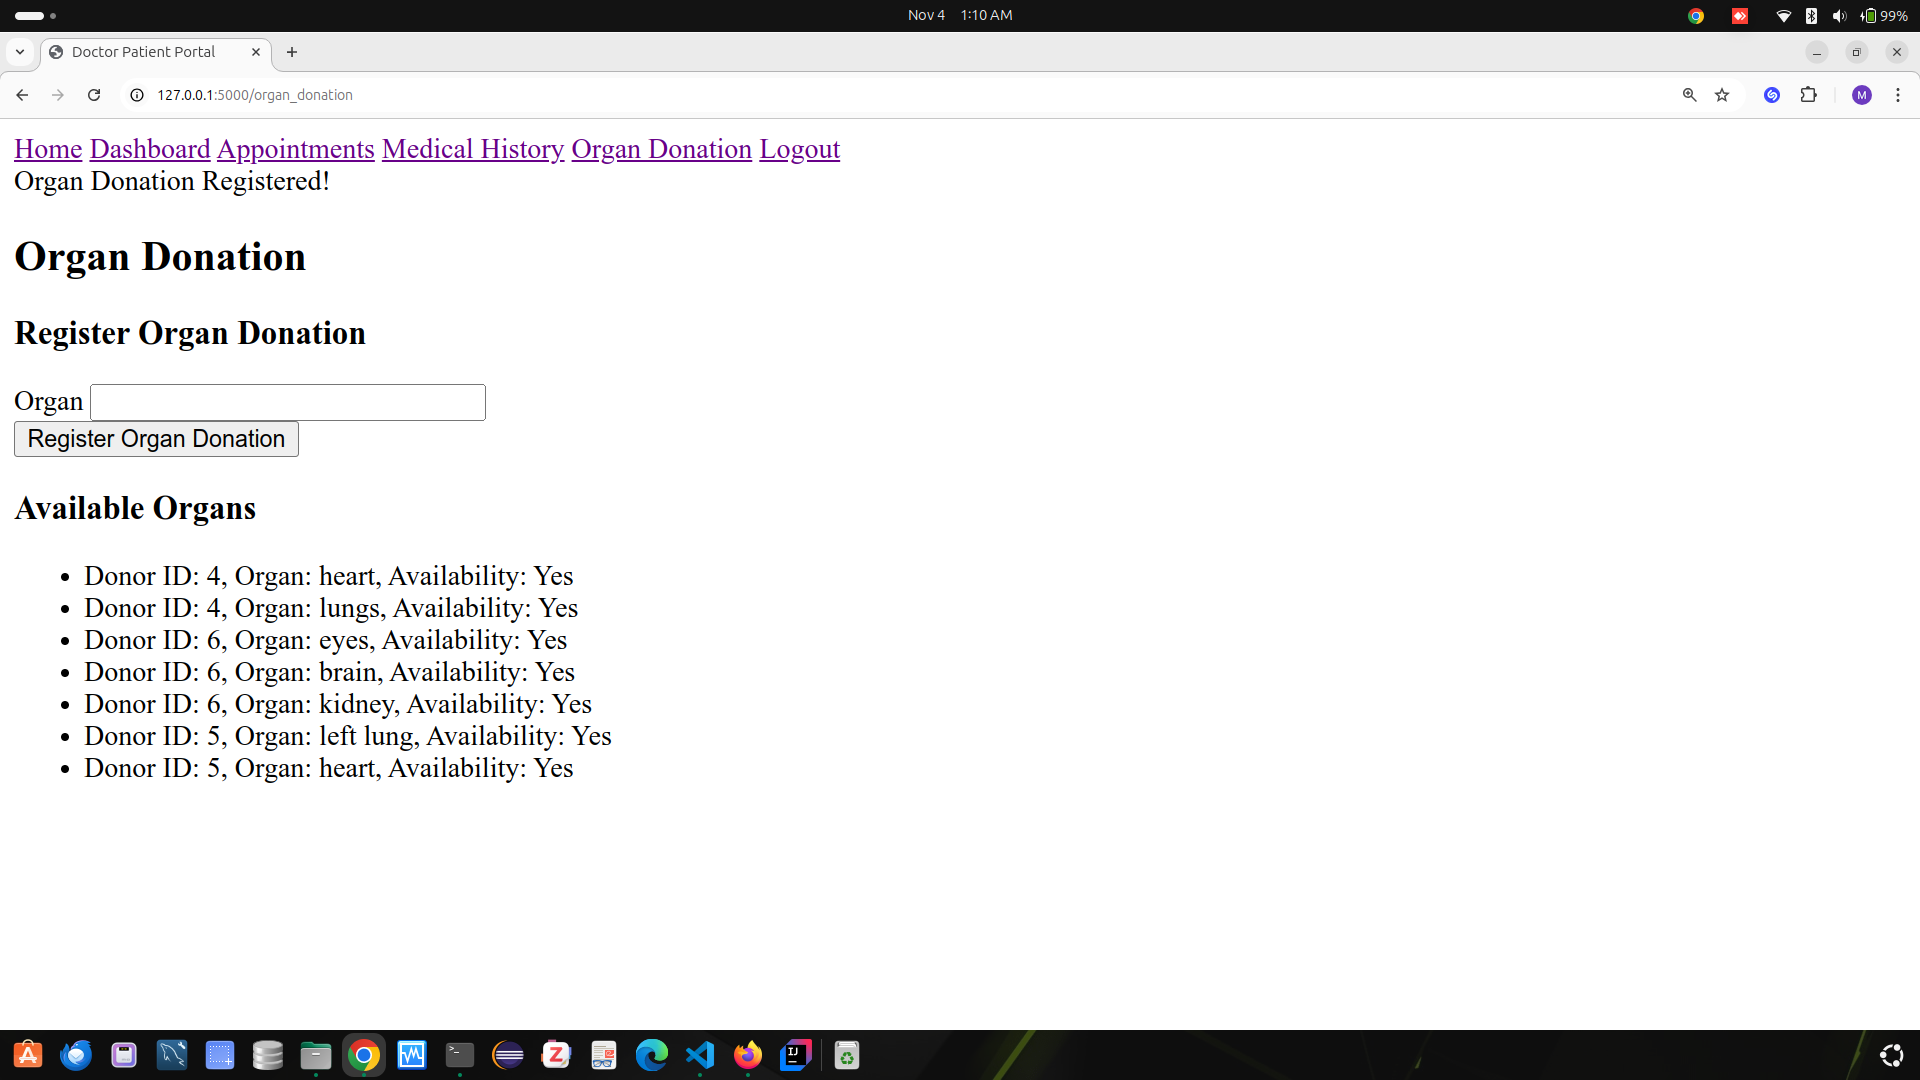 Nov 4 1:10 AM
99%
Doctor Patient Portal
127.0.0.1:5000/organ_donation
M
Home Dashboard Appointments Medical History Organ Donation Logout
Organ Donation Registered!
Organ Donation
Register Organ Donation
Organ
Register Organ Donation
Available Organs
• Donor ID: 4, Organ: heart, Availability: Yes
• Donor ID: 4, Organ: lungs, Availability: Yes
• Donor ID: 6, Organ: eyes, Availability: Yes
• Donor ID: 6, Organ: brain, Availability: Yes
• Donor ID: 6, Organ: kidney, Availability: Yes
• Donor ID: 5, Organ: left lung, Availability: Yes
• Donor ID: 5, Organ: heart, Availability: Yes